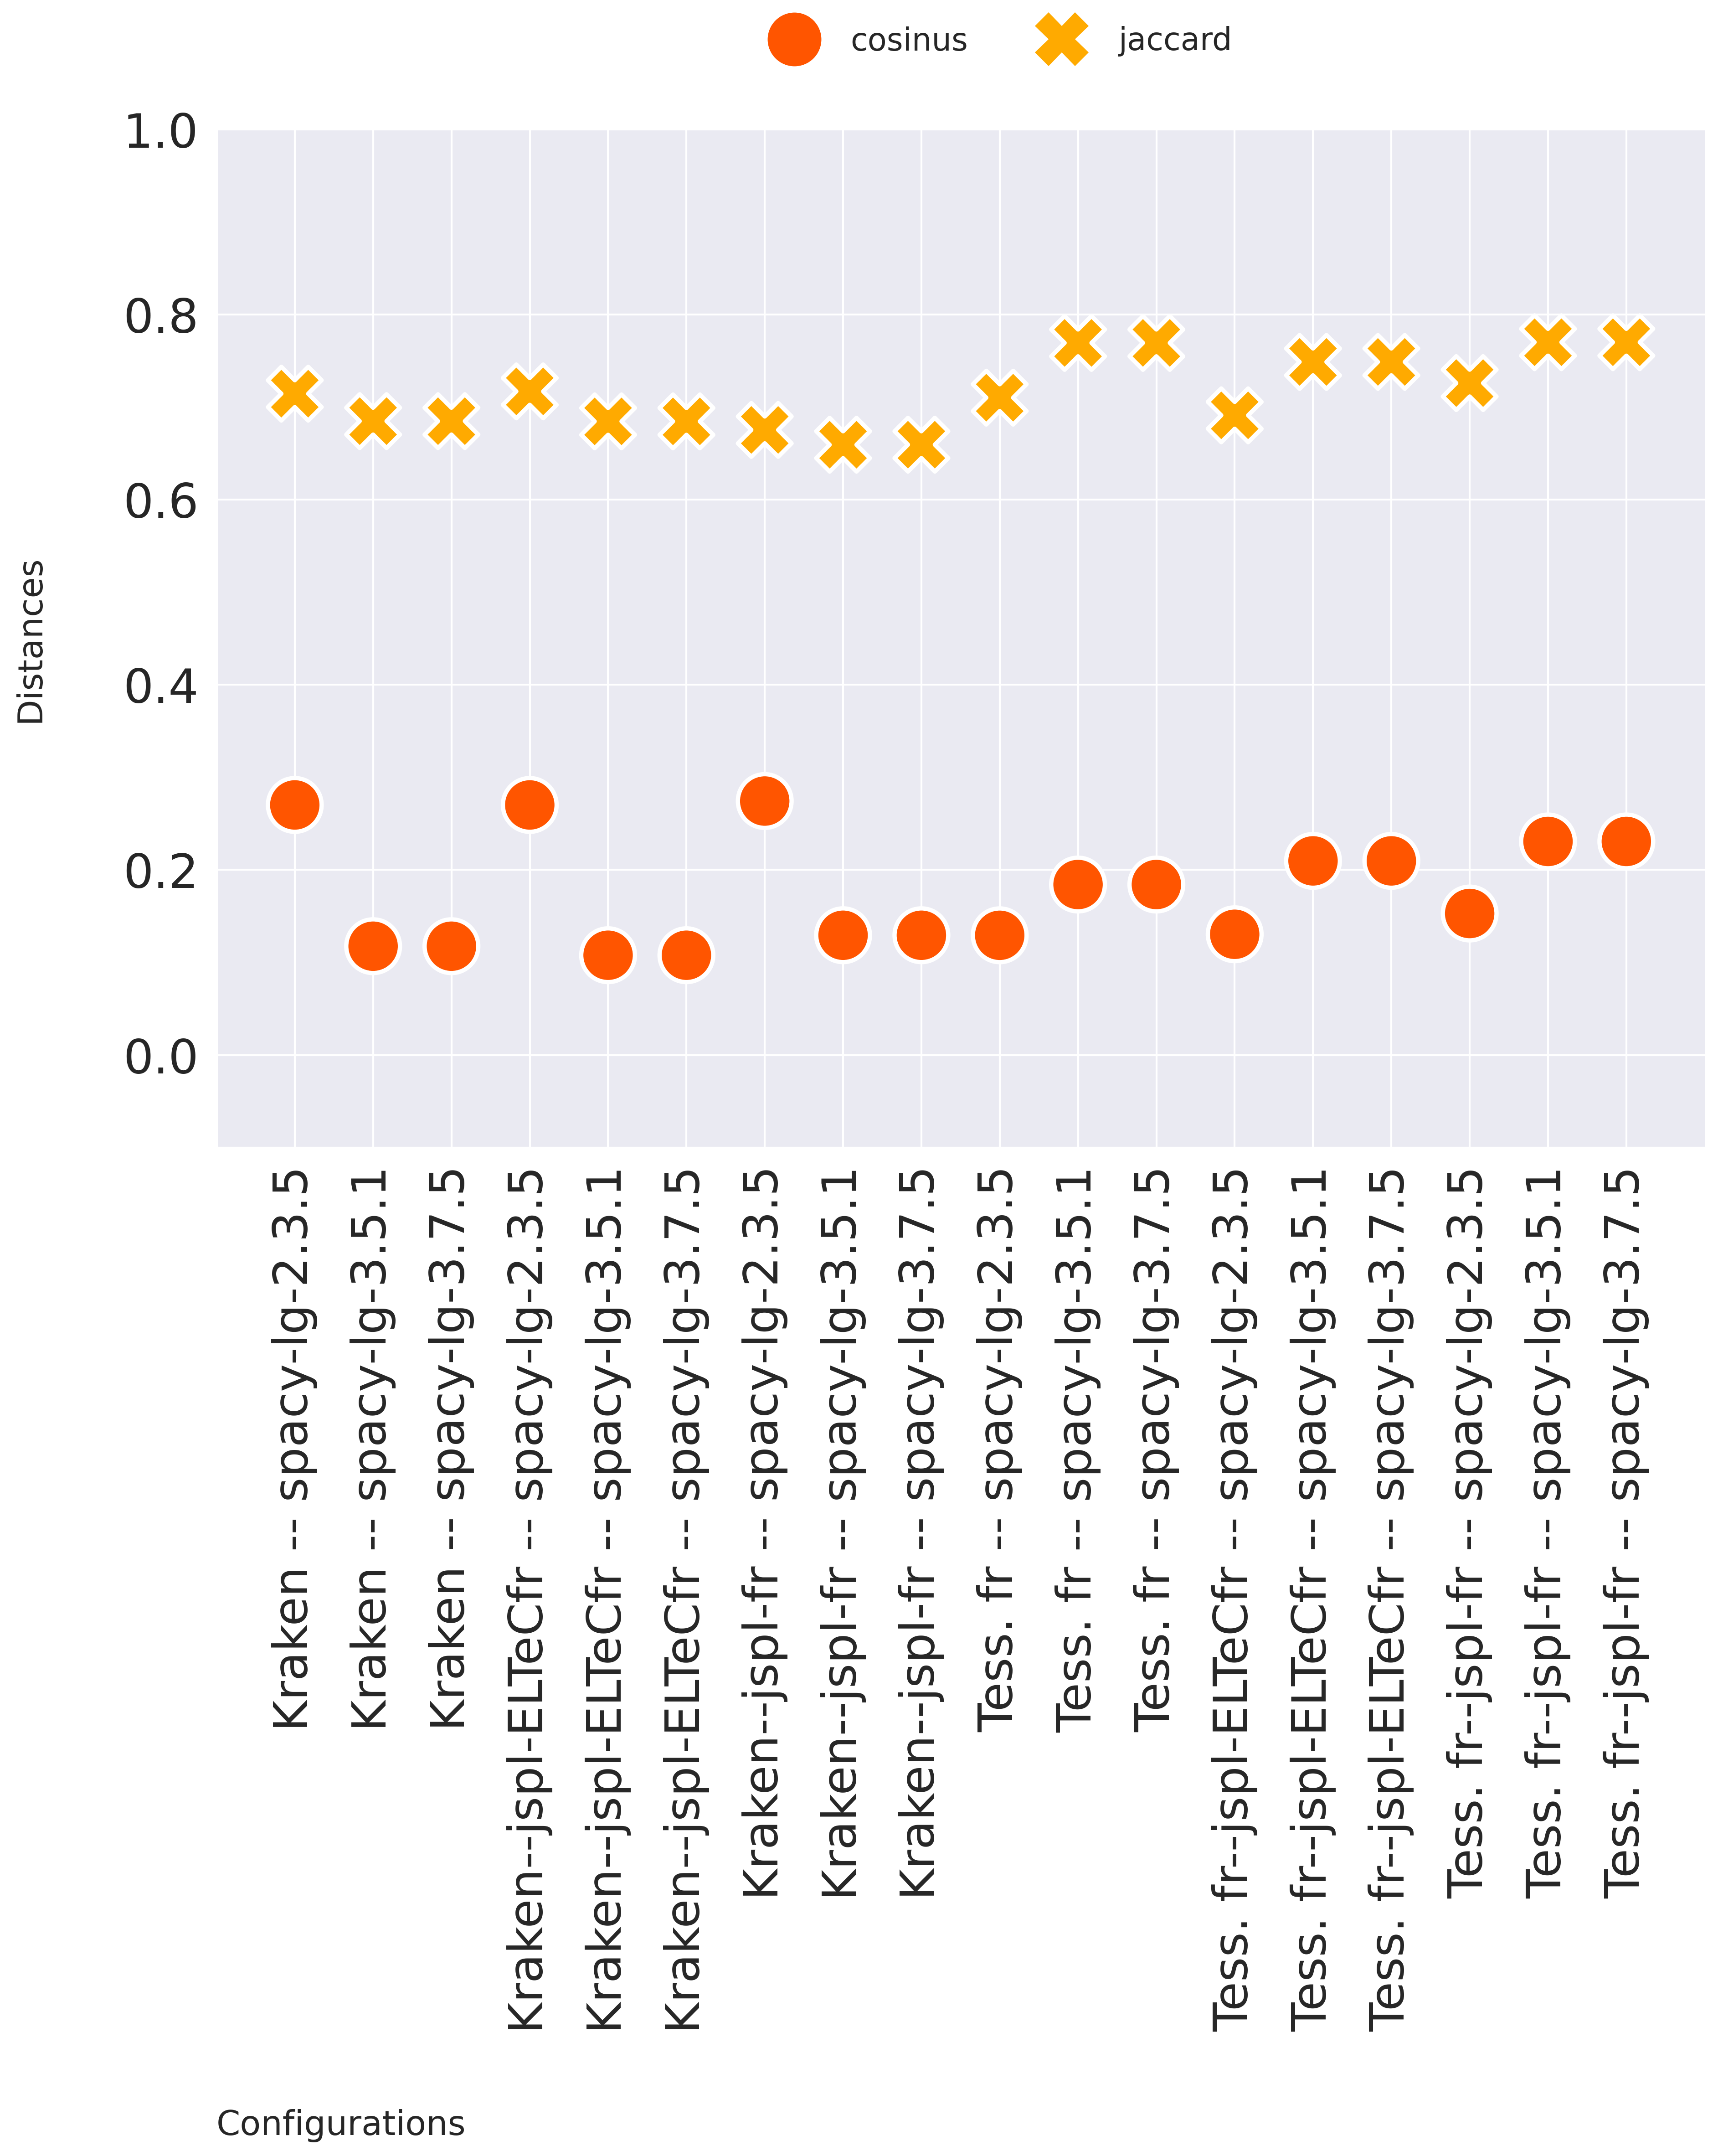 cosinus jaccard
1.0
0.8
0.6
0.4
0.2
0.0
Distances
Kraken -- spacy-lg-2.3.5
Kraken -- spacy-lg-3.5.1
Kraken -- spacy-lg-3.7.5
Kraken--jspl-ELTeCfr -- spacy-lg-2.3.5
Kraken--jspl-ELTeCfr -- spacy-lg-3.5.1
Kraken--jspl-ELTeCfr -- spacy-lg-3.7.5
Kraken--jspl-fr -- spacy-lg-2.3.5
Kraken--jspl-fr -- spacy-lg-3.5.1
Kraken--jspl-fr -- spacy-lg-3.7.5
Tess. fr -- spacy-lg-2.3.5
Tess. fr -- spacy-lg-3.5.1
Tess. fr -- spacy-lg-3.7.5
Tess. fr--jspl-ELTeCfr -- spacy-lg-2.3.5
Tess. fr--jspl-ELTeCfr -- spacy-lg-3.5.1
Tess. fr--jspl-ELTeCfr -- spacy-lg-3.7.5
Tess. fr--jspl-fr -- spacy-lg-2.3.5
Tess. fr--jspl-fr -- spacy-lg-3.5.1
Tess. fr--jspl-fr -- spacy-lg-3.7.5
Configurations